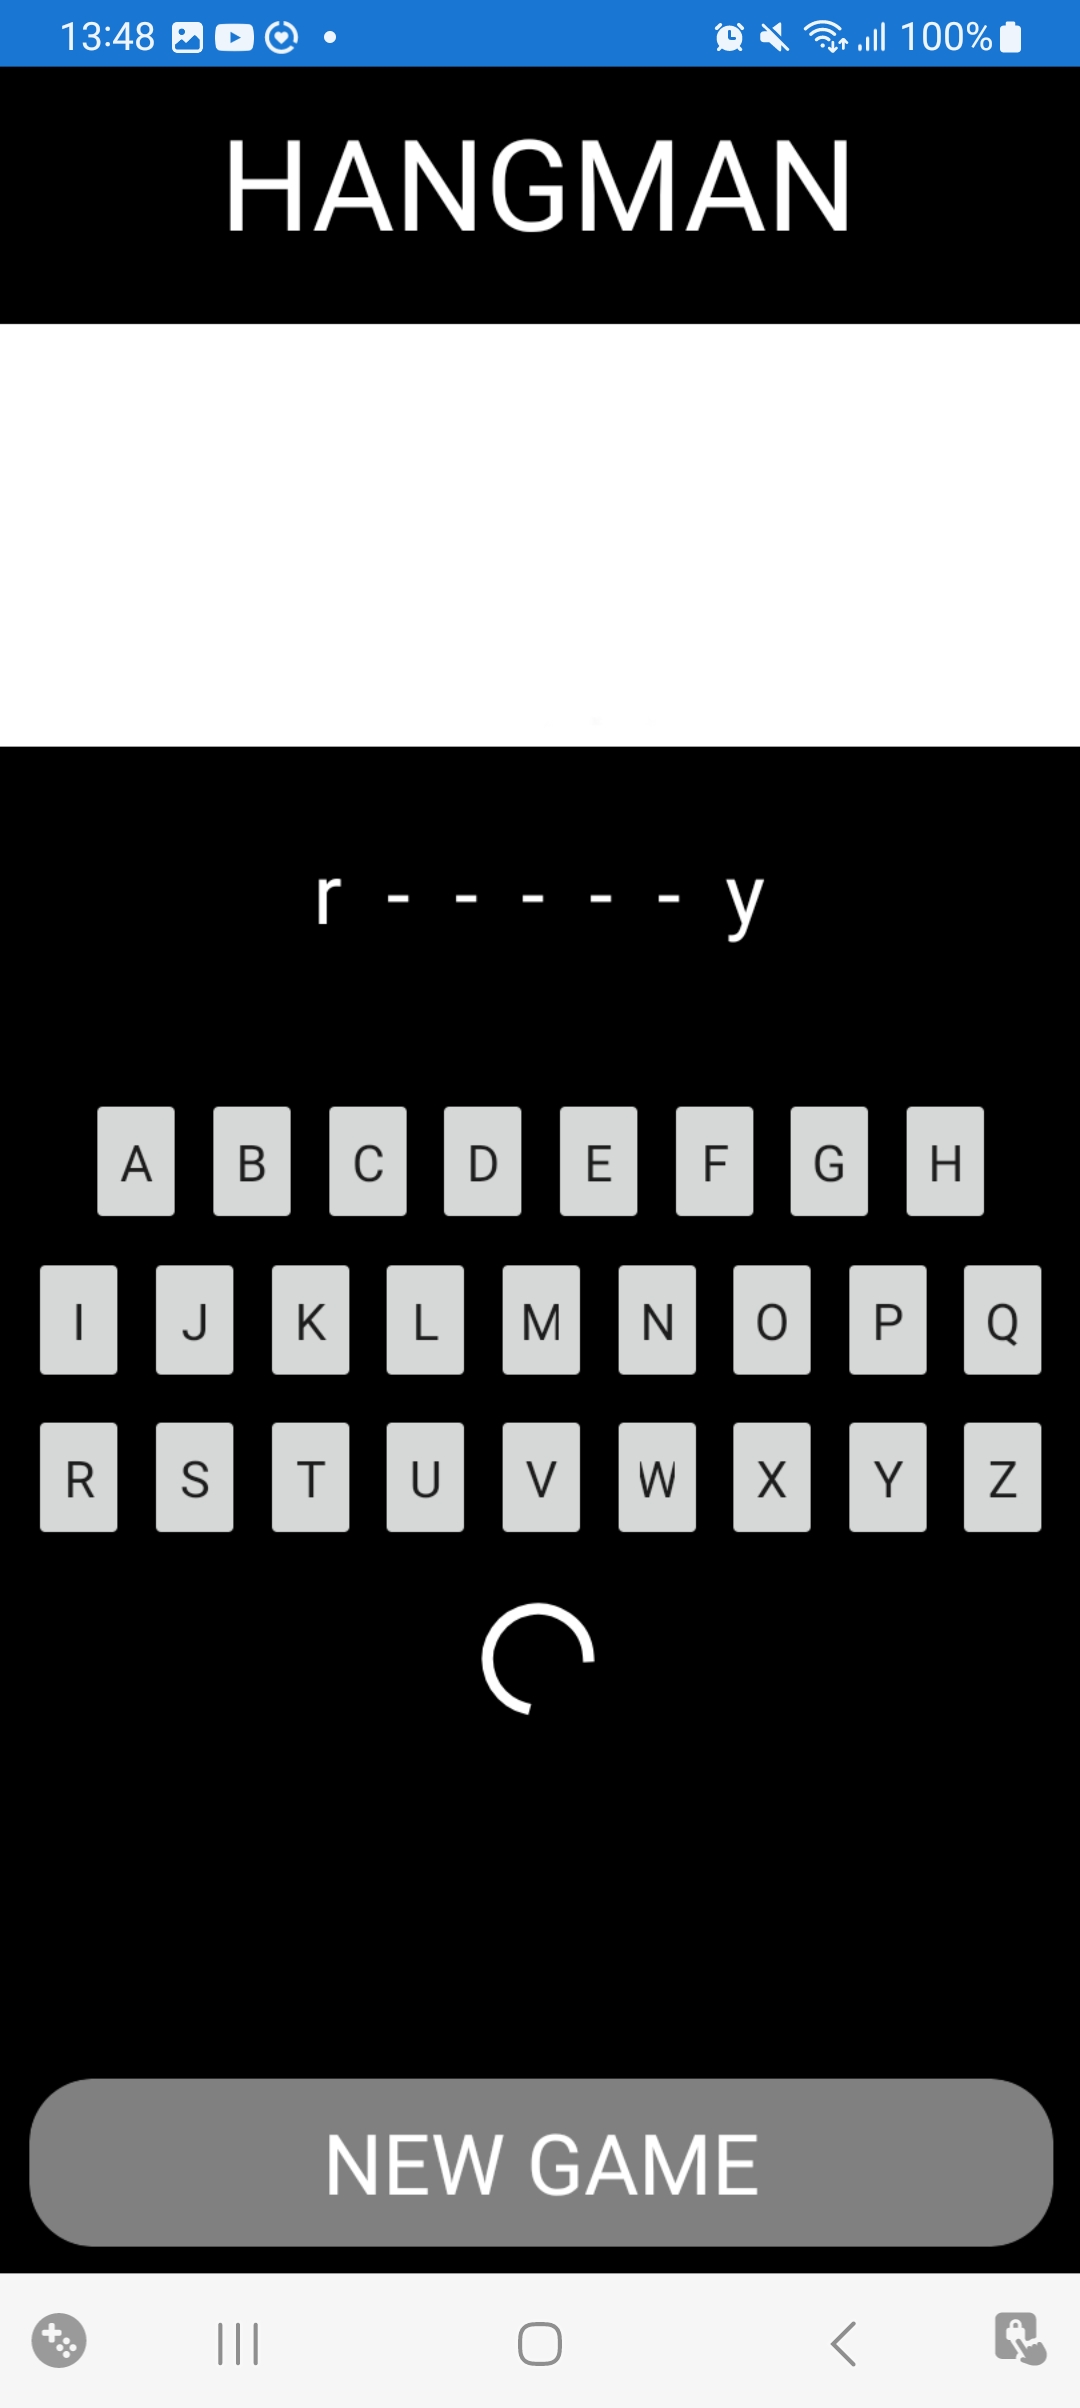 13:48 100%
HANGMAN
r - - - - - y
A B C D E F G H
I J K L M N O P Q
R S T U V W X Y Z
NEW GAME